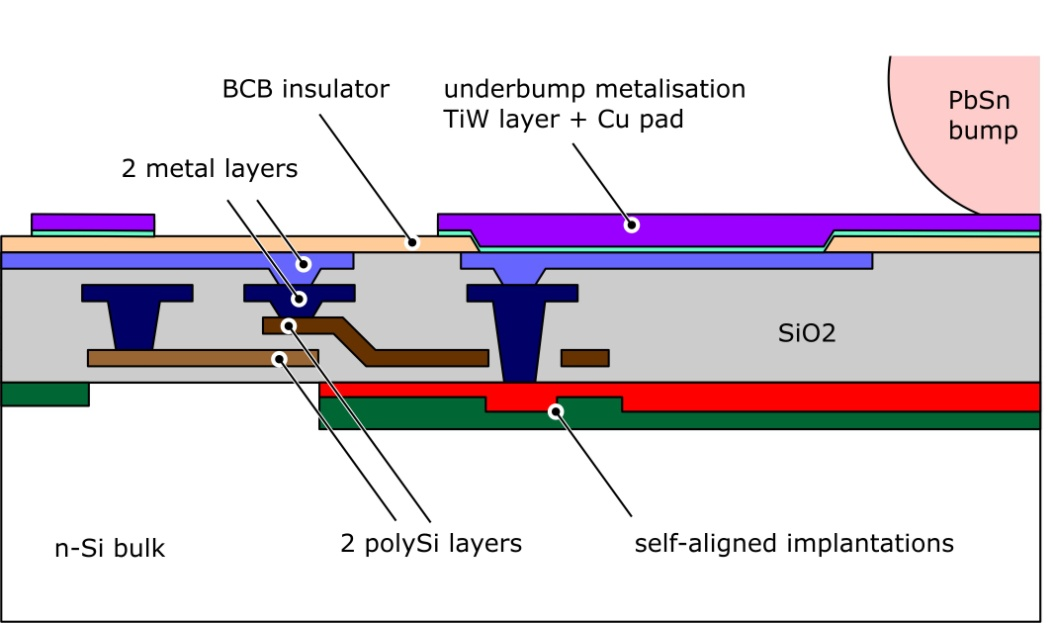 BCB insulator
underbump metalisation
TiW layer + Cu pad
PbSn
bump
2 metal layers
SiO2
n-Si bulk
2 polySi layers
self-aligned implantations